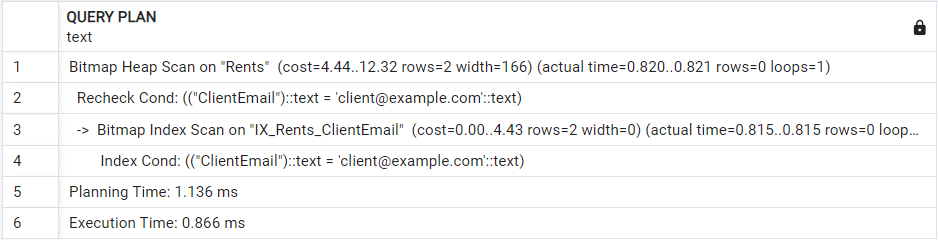 QUERY PLAN
text
1 Bitmap Heap Scan on "Rents" (cost=4.44..12.32 rows=2 width=166) (actual time=0.820..0.821 rows=0 loops=1)
2 Recheck Cond: (("ClientEmail")::text = 'client@example.com'::text)
3 -> Bitmap Index Scan on "IX_Rents_ClientEmail" (cost=0.00..4.43 rows=2 width=0) (actual time=0.815..0.815 rows=0 loop...
4 Index Cond: (("ClientEmail")::text = 'client@example.com'::text)
5 Planning Time: 1.136 ms
6 Execution Time: 0.866 ms